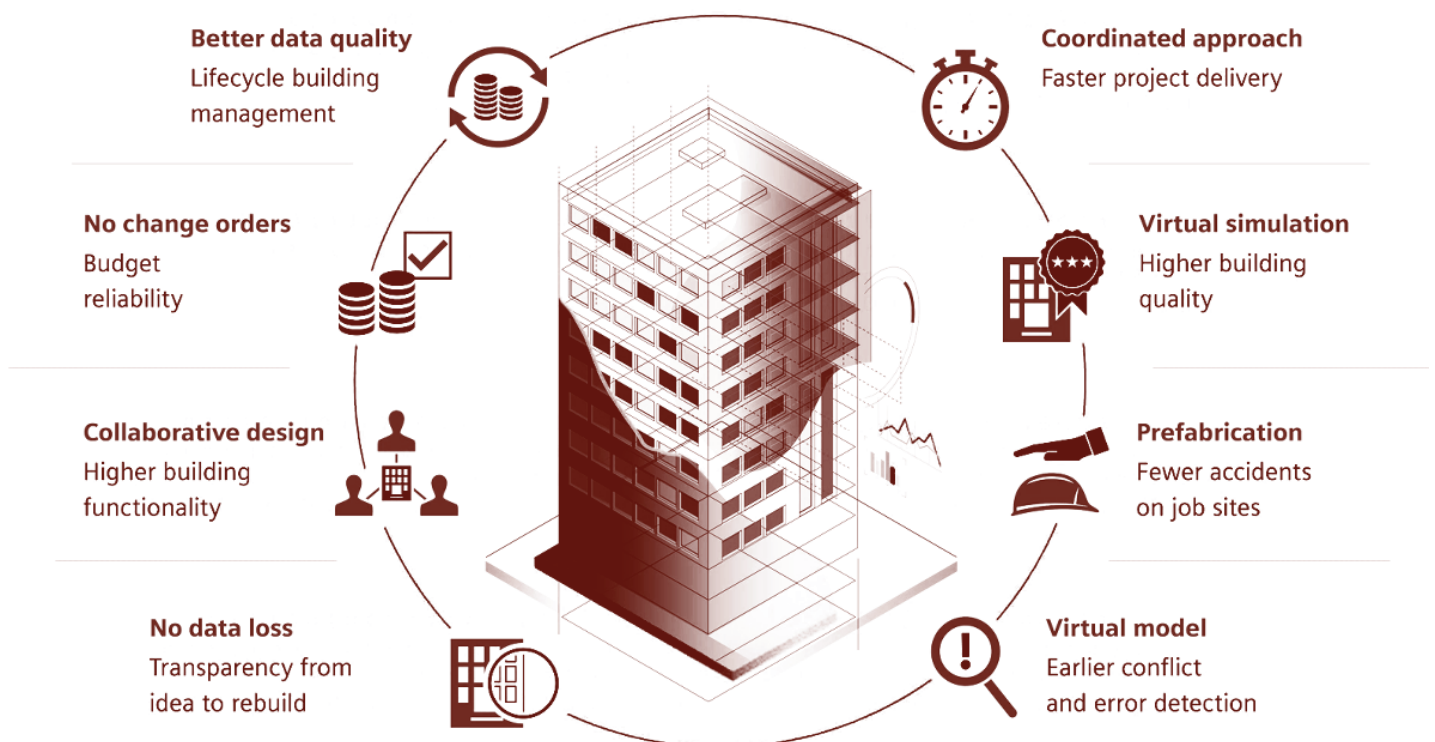 Better data quality
Lifecycle building
management
No change orders
Budget
reliability
Collaborative design
Higher building
functionality
No data loss
Transparency from
idea to rebuild
Coordinated approach
Faster project delivery
Virtual simulation
Higher building
quality
Prefabrication
Fewer accidents
on job sites
Virtual model
Earlier conflict
and error detection